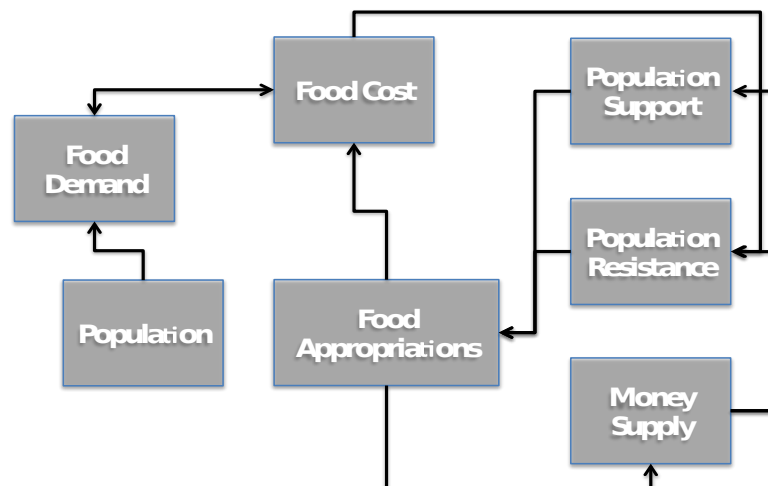 Food Cost
Population
Support
Food
Demand
Population
Resistance
Population
Food
Appropriations
Money
Supply